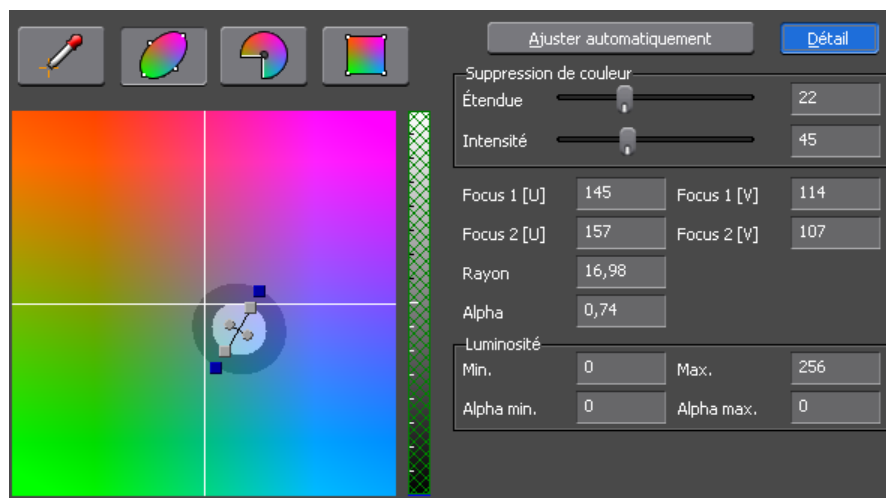 Ajuster automatiquement Détail
Suppression de couleur
Étendue 22
Intensité 45
Focus 1 [U] 145 Focus 1 [V] 114
Focus 2 [U] 157 Focus 2 [V] 107
Rayon 16,98
Alpha 0,74
Luminosité
Min. 0 Max. 256
Alpha min. 0 Alpha max. 0